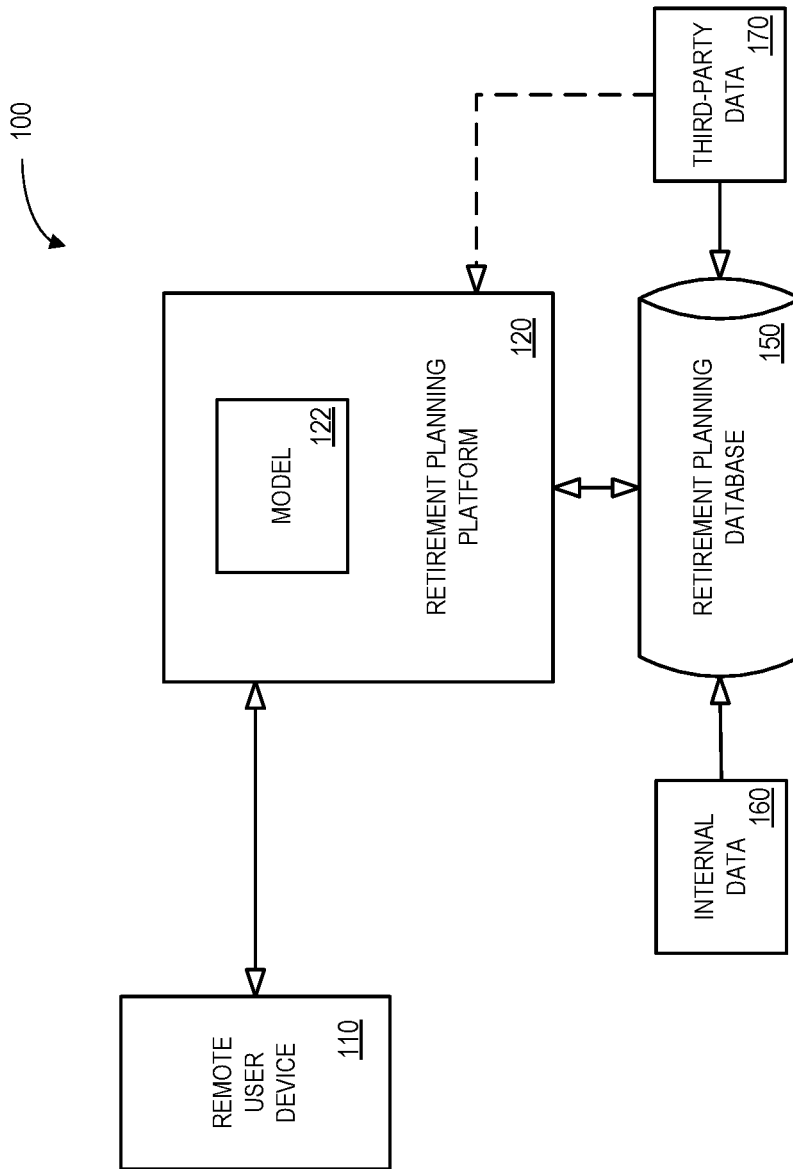 100
REMOTE
USER
DEVICE
110
MODEL
122
RETIREMENT PLANNING
PLATFORM
120
INTERNAL
DATA
160
RETIREMENT PLANNING
DATABASE
150
THIRD-PARTY
DATA
170